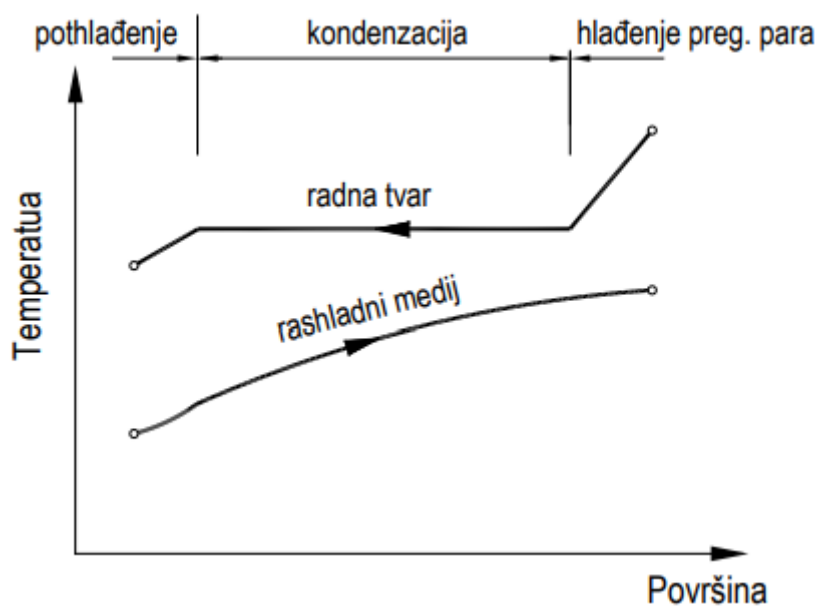 pothlađenje
kondenzacija
hlađenje preg. para
radna tvar
rashladni medij
Temperatua
Površina